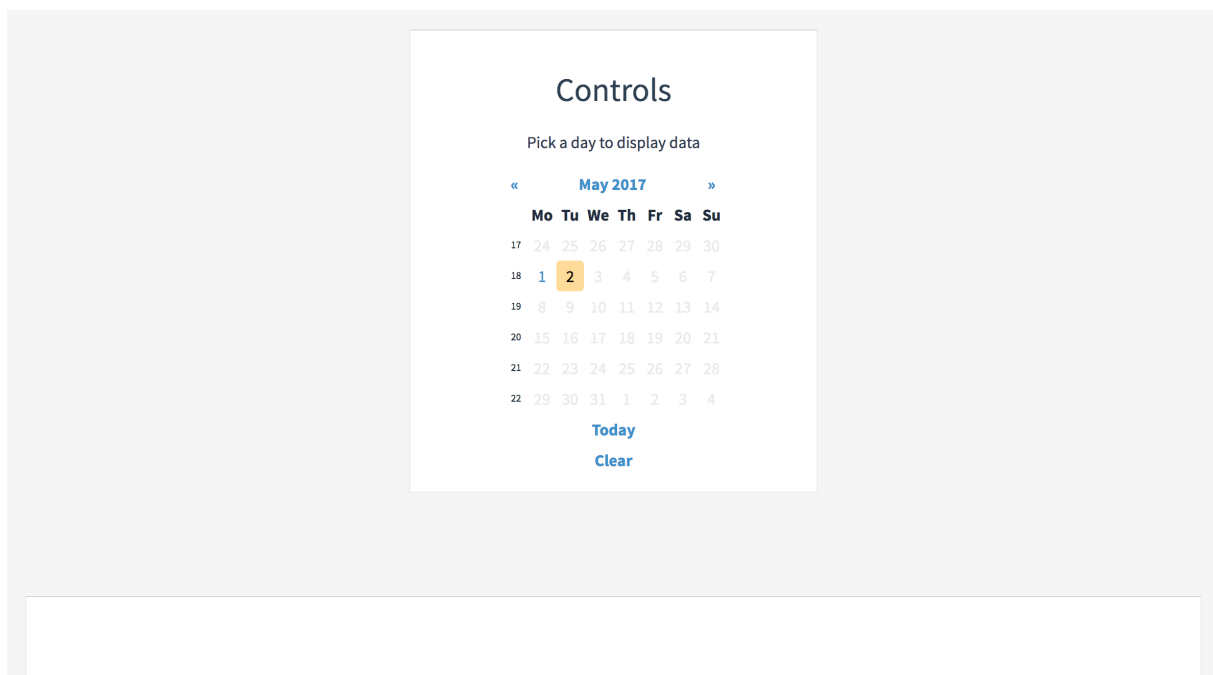 Controls
Pick a day to display data
« May 2017 »
Mo Tu We Th Fr Sa Su
17 24 25 26 27 28 29 30
18 1 2 3 4 5 6 7
19 8 9 10 11 12 13 14
20 15 16 17 18 19 20 21
21 22 23 24 25 26 27 28
22 29 30 31 1 2 3 4
Today
Clear